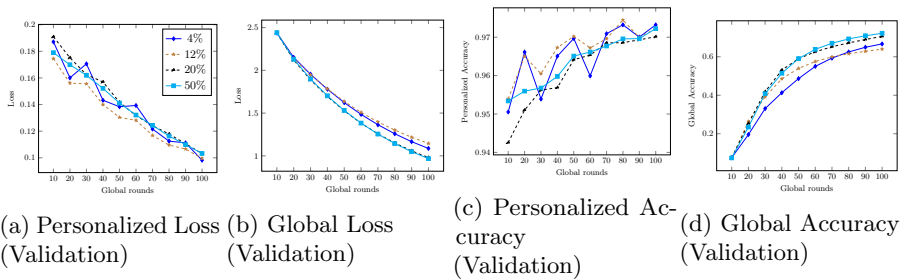 0.2
0.18
0.16
0.14
0.12
0.1
Loss
10 20 30 40 50 60 70 80 90 100
Global rounds
4%
12%
20%
50%
(a) Personalized Loss
(Validation)
2.5
2
1.5
1
Loss
10 20 30 40 50 60 70 80 90 100
Global rounds
(b) Global Loss
(Validation)
0.97
0.96
0.95
0.94
Personalized Accuracy
10 20 30 40 50 60 70 80 90 100
Global rounds
(c) Personalized Ac-
curacy
(Validation)
0.6
0.4
0.2
Global Accuracy
10 20 30 40 50 60 70 80 90 100
Global rounds
(d) Global Accuracy
(Validation)